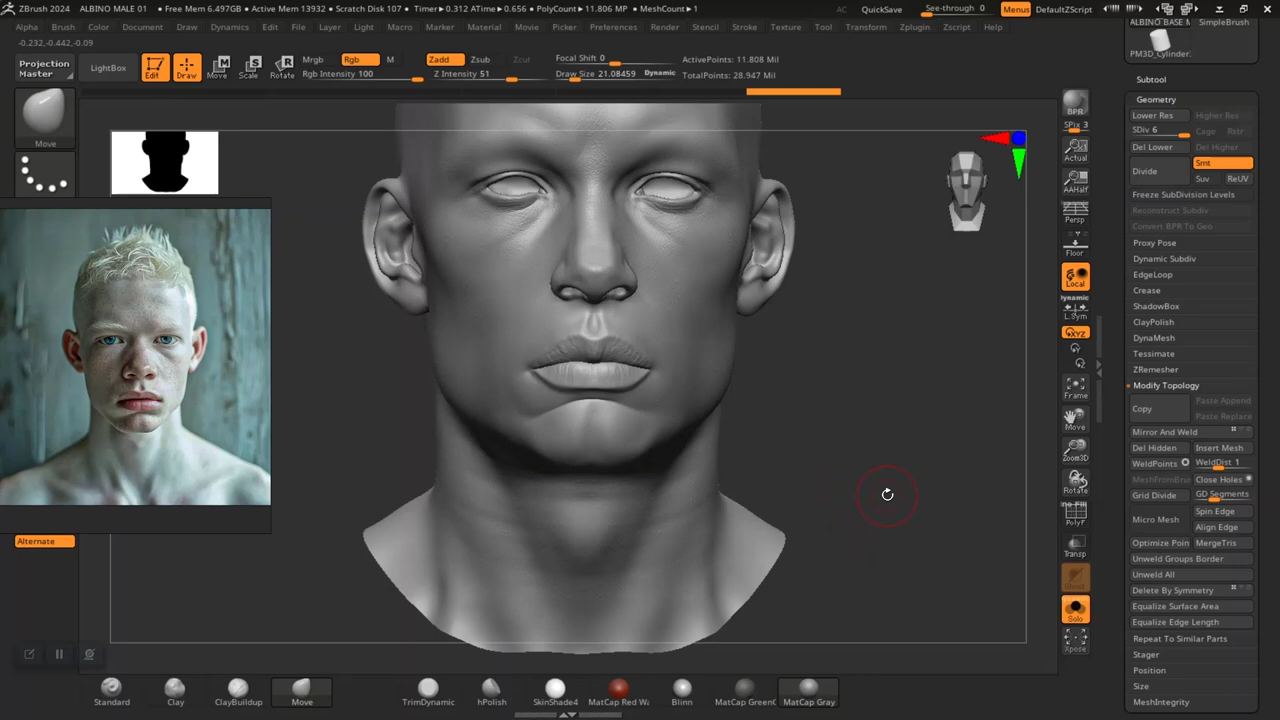 ZBrush 2024 ALBINO MALE 01 • Free Mem 6.497GB • Active Mem 13932 • Scratch Disk 107 • Timer▸0.312 ATime▸0.656 • PolyCount▸11.806 MP • MeshCount▸1 AC QuickSave See-through 0 Menus DefaultZScript
Alpha Brush Color Document Draw Dynamics Edit File Layer Light Macro Marker Material Movie Picker Preferences Render Stencil Stroke Texture Tool Transform Zplugin Zscript Help
-0.232,-0.442,-0.09
Projection Master
LightBox
Edit
Draw
Move
Scale
Rotate
Mrgb Rgb M
Rgb Intensity 100
Zadd Zsub Zcut
Z Intensity 51
Focal Shift 0
Draw Size 21.08459 Dynamic
ActivePoints: 11.808 Mil
TotalPoints: 28.947 Mil
Move
Alternate
BPR
SPix 3
Actual
AAHalf
Persp
Floor
Local
Dynamic
L.Sym
XYZ
Frame
Move
Zoom3D
Rotate
PolyF
Transp
Ghost
Solo
Xpose
ALBINO BASE M SimpleBrush
PM3D_Cylinder.
Subtool
Geometry
Lower Res Higher Res
SDiv 6 Cage Rstr
Del Lower Del Higher
Divide Smt
Suv ReUV
Freeze SubDivision Levels
Reconstruct Subdiv
Convert BPR To Geo
Proxy Pose
Dynamic Subdiv
EdgeLoop
Crease
ShadowBox
ClayPolish
DynaMesh
Tessimate
ZRemesher
Modify Topology
Copy Paste Append
Paste Replace
Mirror And Weld
Del Hidden Insert Mesh
WeldPoints WeldDist 1
MeshFromBru Close Holes
Grid Divide GD Segments
Micro Mesh Spin Edge
Align Edge
Optimize Poin MergeTris
Unweld Groups Border
Unweld All
Delete By Symmetry
Equalize Surface Area
Equalize Edge Length
Repeat To Similar Parts
Stager
Position
Size
MeshIntegrity
Standard Clay ClayBuildup Move TrimDynamic hPolish SkinShade4 MatCap Red Wa Blinn MatCap GreenC MatCap Gray